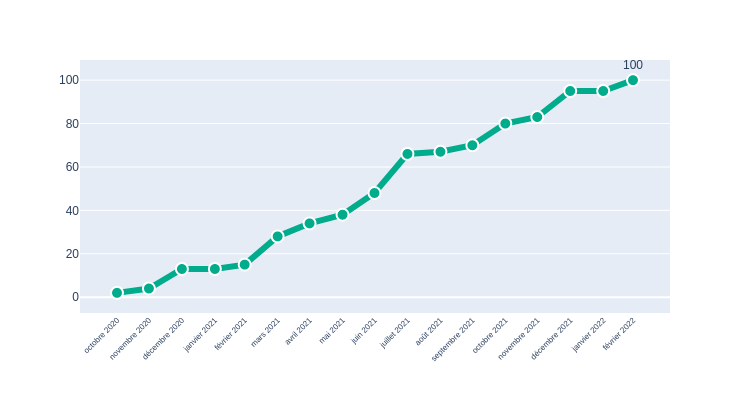 100
100
80
60
40
20
0
octobre 2020
novembre 2020
décembre 2020
janvier 2021
février 2021
mars 2021
avril 2021
mai 2021
juin 2021
juillet 2021
août 2021
septembre 2021
octobre 2021
novembre 2021
décembre 2021
janvier 2022
février 2022